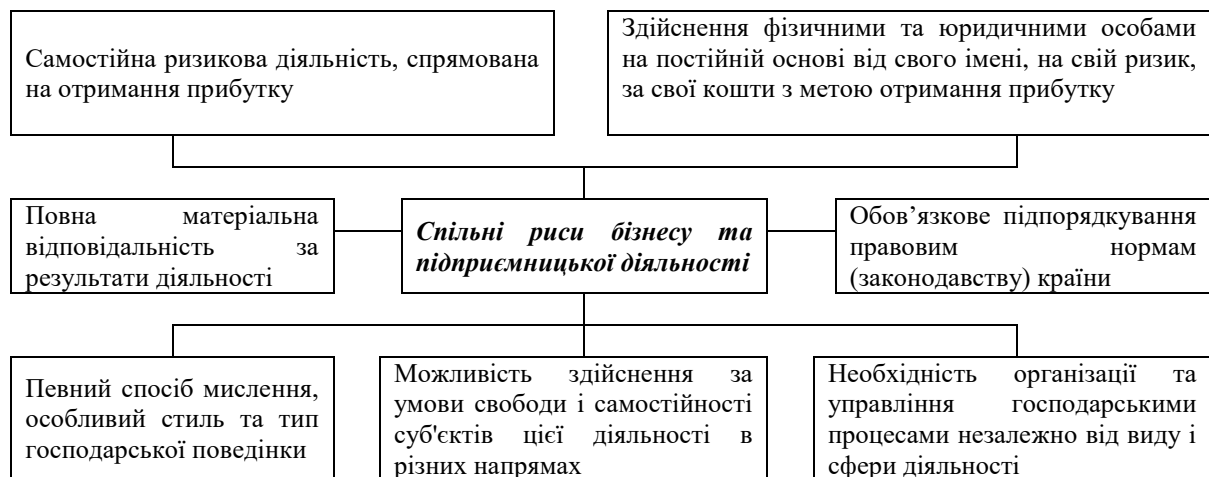 Самостійна ризикова діяльність, спрямована
на отримання прибутку
Здійснення фізичними та юридичними особами
на постійній основі від свого імені, на свій ризик,
за свої кошти з метою отримання прибутку
Повна матеріальна
відповідальність за
результати діяльності
Спільні риси бізнесу та
підприємницької діяльності
Обов’язкове підпорядкування
правовим нормам
(законодавству) країни
Певний спосіб мислення,
особливий стиль та тип
господарської поведінки
Можливість здійснення за
умови свободи і самостійності
суб'єктів цієї діяльності в
різних напрямах
Необхідність організації та
управління господарськими
процесами незалежно від виду і
сфери діяльності